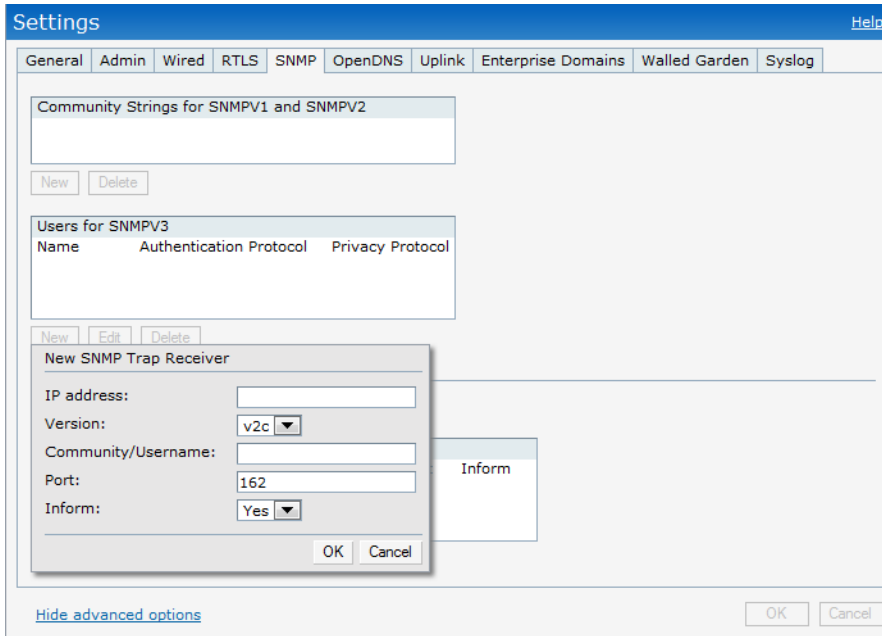 Settings Help
General Admin Wired RTLS SNMP OpenDNS Uplink Enterprise Domains Walled Garden Syslog
Community Strings for SNMPV1 and SNMPV2
New Delete
Users for SNMPV3
Name Authentication Protocol Privacy Protocol
New Edit Delete
New SNMP Trap Receiver
IP address:
Version: v2c
Community/Username:
Port: 162
Inform: Yes
OK Cancel
Inform
Hide advanced options
OK Cancel